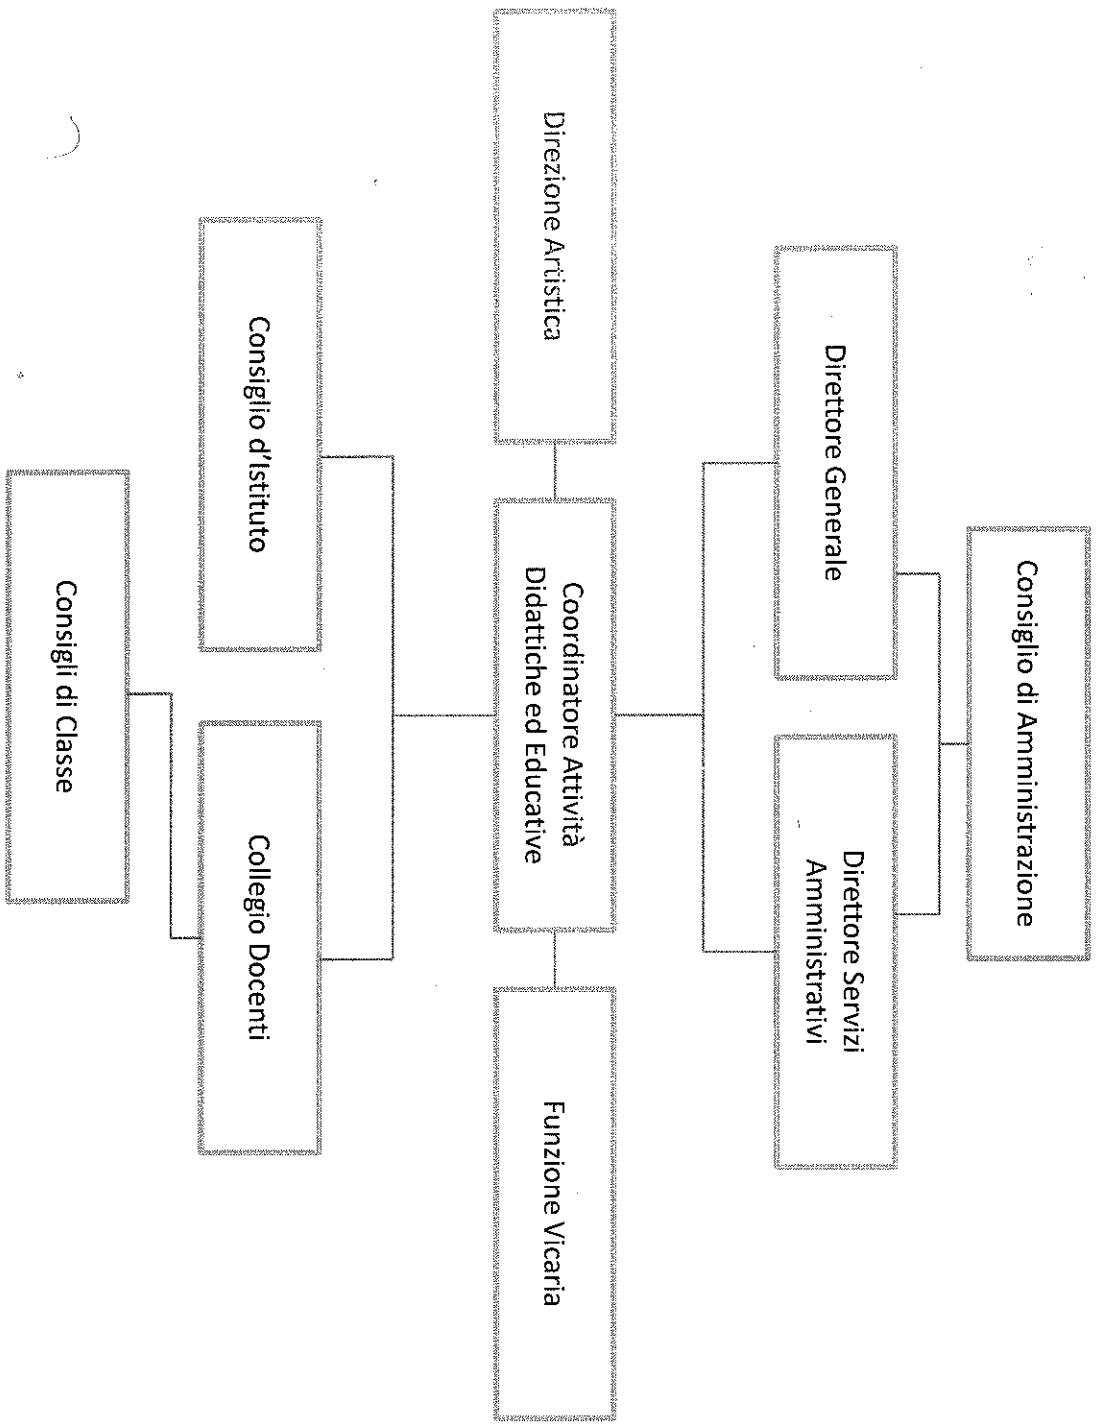 Consiglio di Amministrazione
Direttore Generale
Direttore Servizi
Amministrativi
Direzione Artistica
Coordinatore Attività
Didattiche ed Educative
Funzione Vicaria
Consiglio d'Istituto
Collegio Docenti
Consigli di Classe